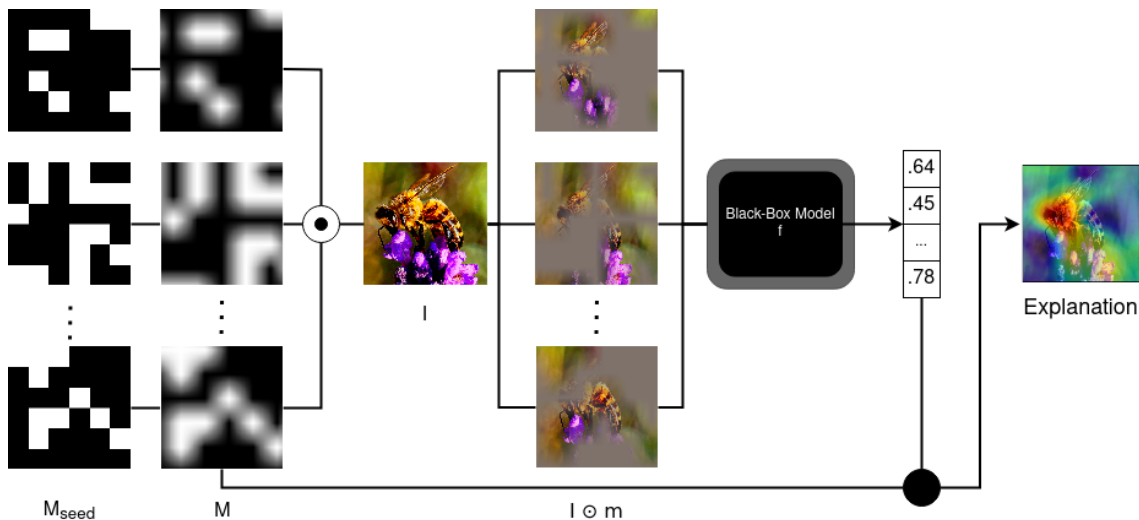 .64
.45
...
.78
Black-Box Model
f
I
Explanation
M_seed
M
I ⊙ m